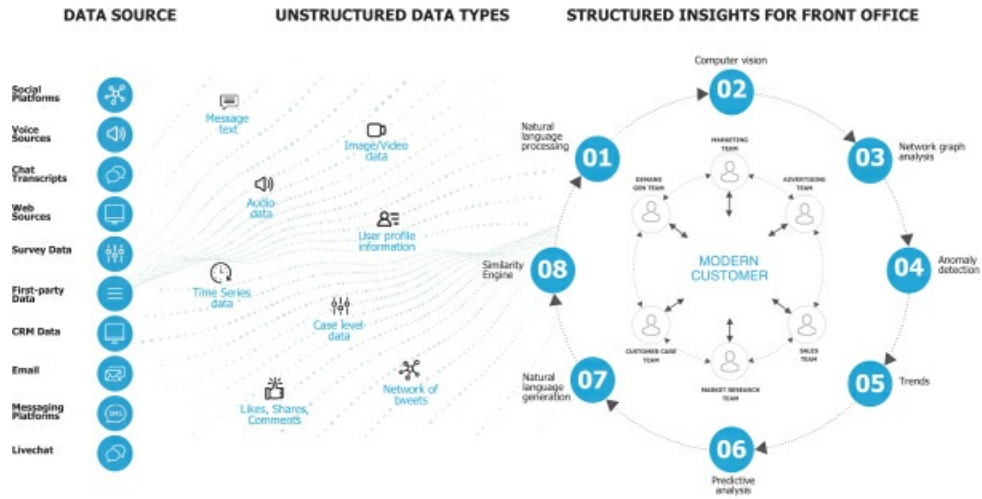 DATA SOURCE
UNSTRUCTURED DATA TYPES
STRUCTURED INSIGHTS FOR FRONT OFFICE
Social
Platforms
Voice
Sources
Chat
Transcripts
Web
Sources
Survey Data
First-party
Data
CRM Data
Email
Messaging
Platforms
SMS
Livechat
Message
text
Image/Video
data
Audio
data
User profile
information
Time Series
data
Case level
data
Likes, Shares,
Comments
Network of
tweets
Natural
language
processing
01
Computer vision
02
03
Network graph
analysis
04
Anomaly
detection
05
Trends
06
Predictive
analysis
07
Natural
language
generation
08
Similarity
Engine
MARKETING
TEAM
DEMAND
GEN TEAM
ADVERTISING
TEAM
MODERN
CUSTOMER
CUSTOMER CARE
TEAM
SALES
TEAM
MARKET RESEARCH
TEAM